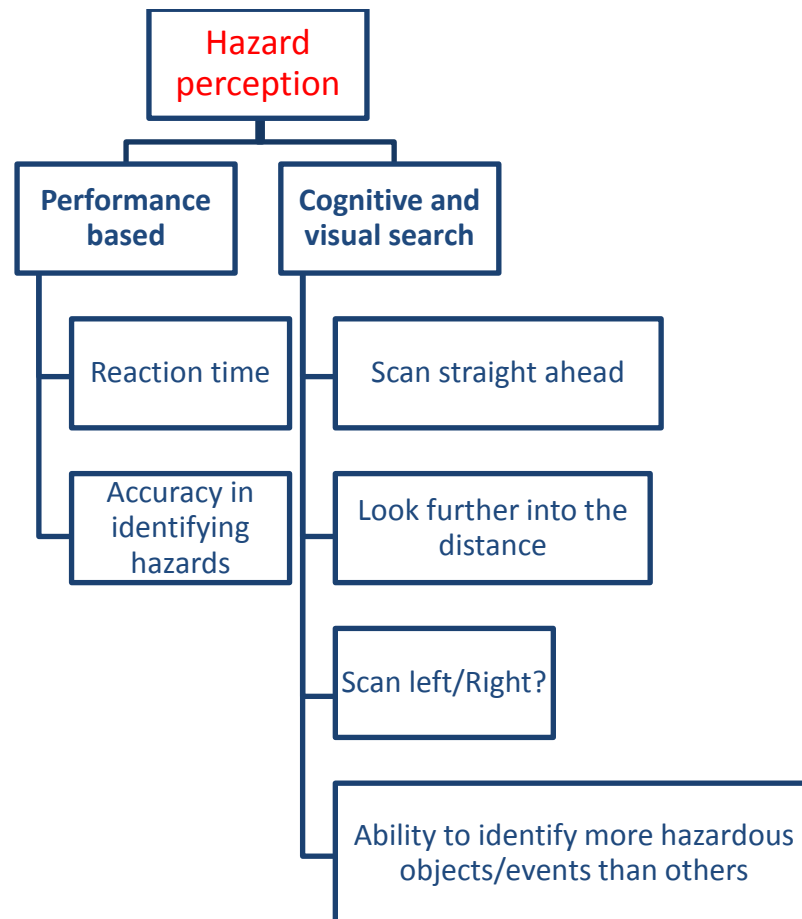 Hazard
perception
Performance
based
Cognitive and
visual search
Reaction time
Accuracy in
identifying
hazards
Scan straight ahead
Look further into the
distance
Scan left/Right?
Ability to identify more hazardous
objects/events than others